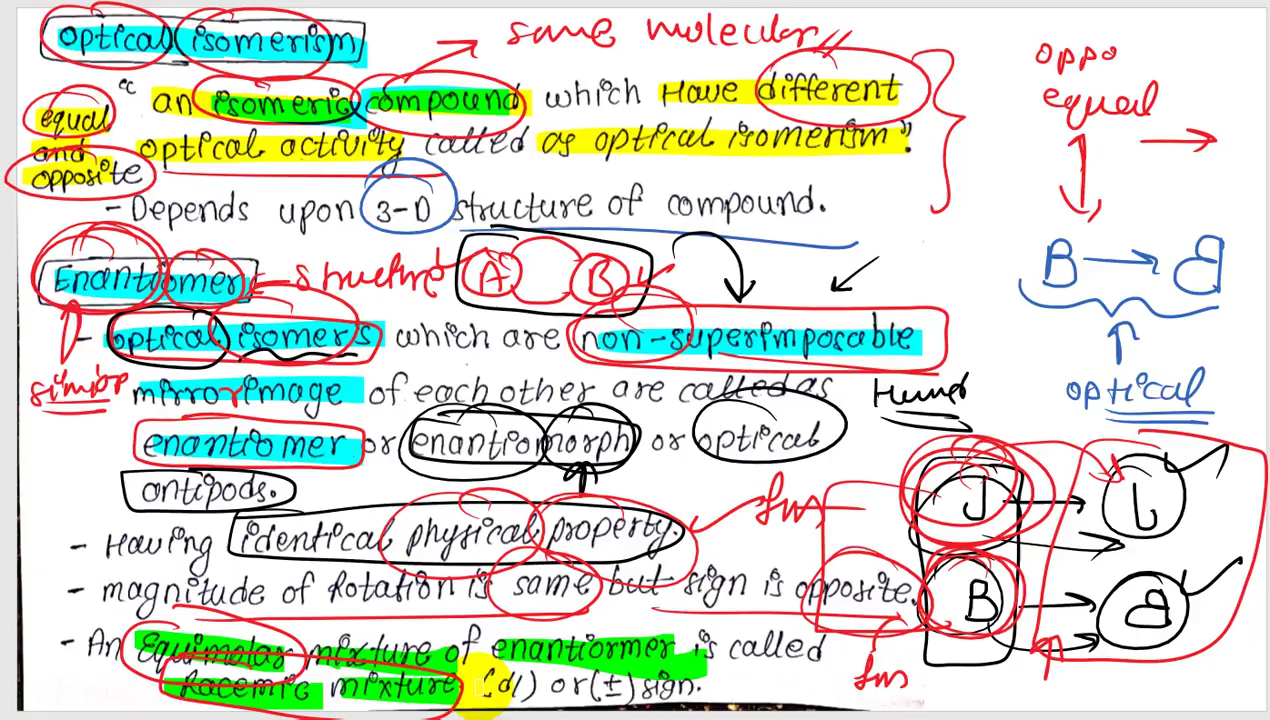 optical isomerism
same molecular
"an isomeric compound which Have different
equal and opposite
optical activity called as optical isomerism".
- Depends upon 3-D structure of compound.
oppo
equal
B → B
optical
Enantiomer structure A B
- optical isomers which are non-superimposable
mirror image of each other are called as
enantiomer or enantiomorph or optical
antipods.
- Having identical physical property.
- magnitude of Rotation is same but sign is opposite.
- An Equimolar mixture of enantiormer is called
Racemic mixture (dl) or (±) sign.
J
B
B